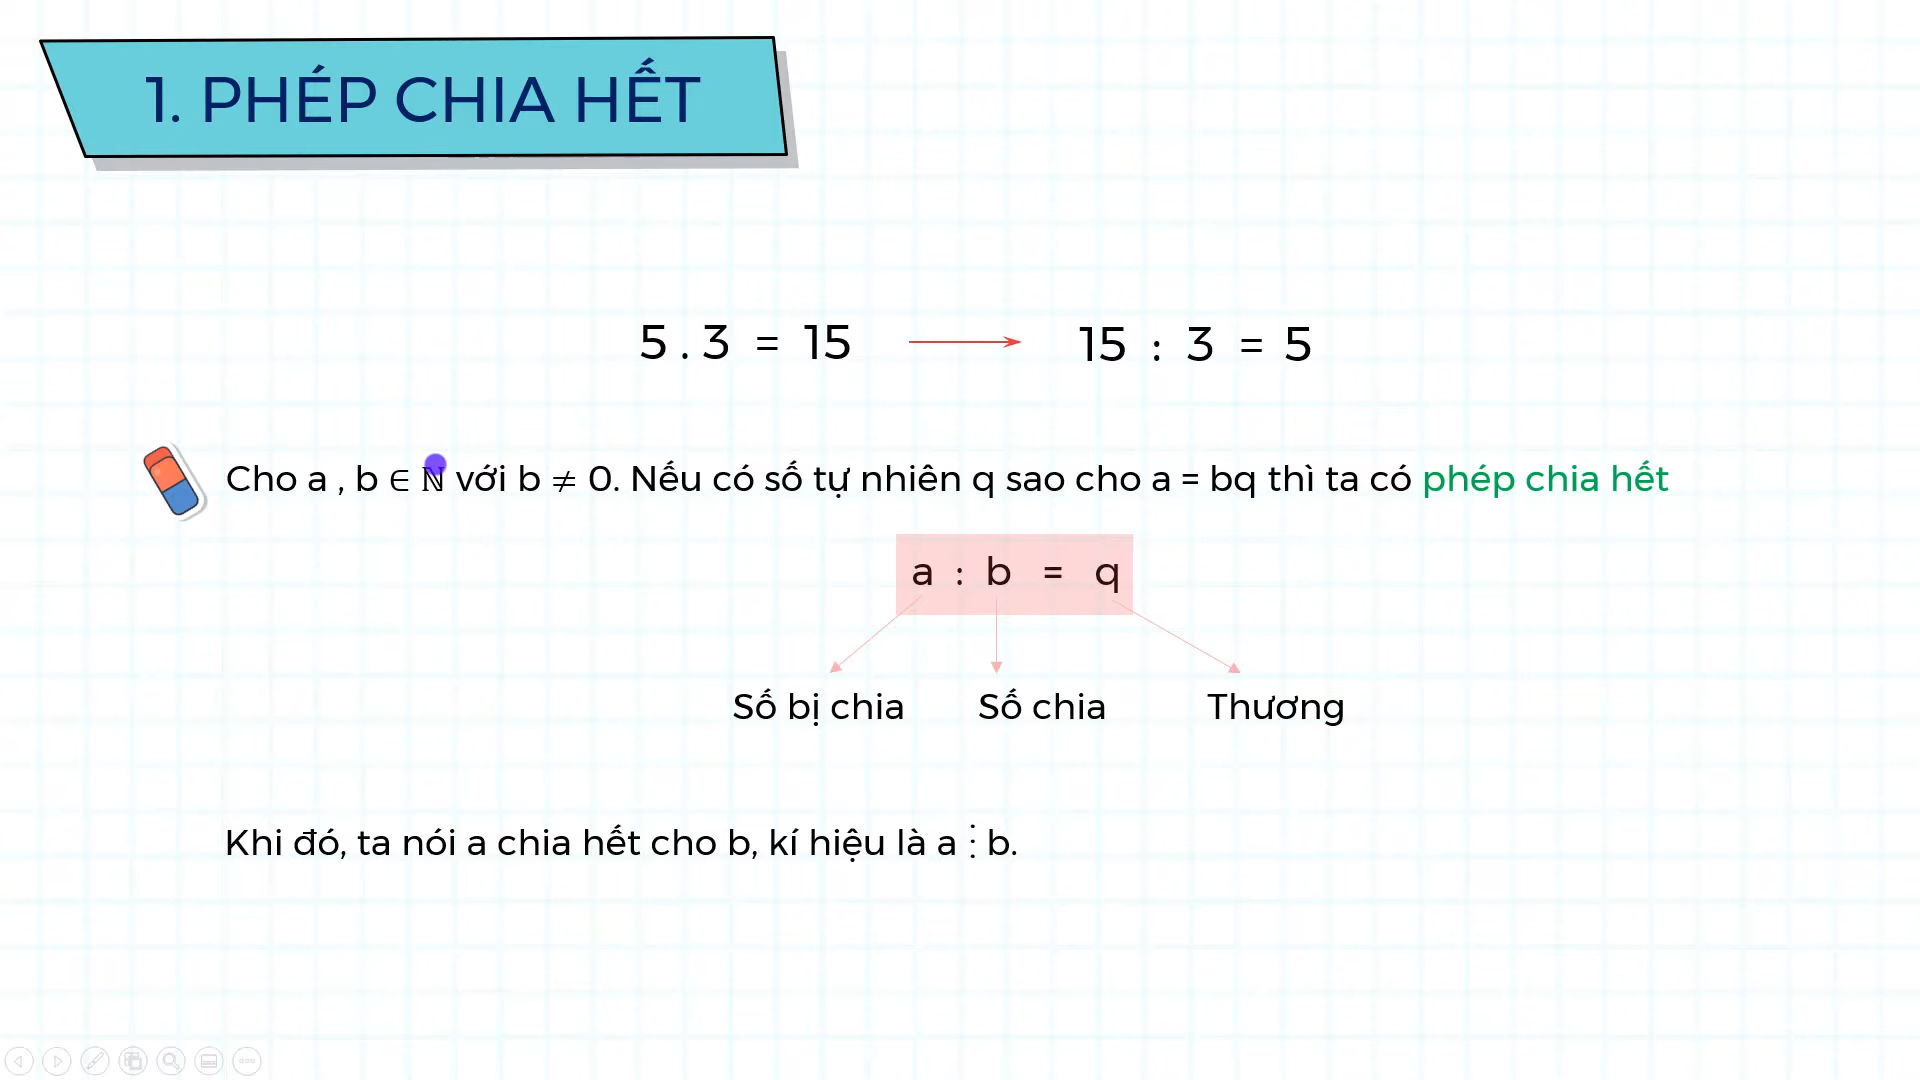 1. PHÉP CHIA HẾT
5 . 3 = 15 15 : 3 = 5
Cho a , b ∈ ℕ với b ≠ 0. Nếu có số tự nhiên q sao cho a = bq thì ta có phép chia hết
a : b = q
Số bị chia Số chia Thương
Khi đó, ta nói a chia hết cho b, kí hiệu là a ⋮ b.